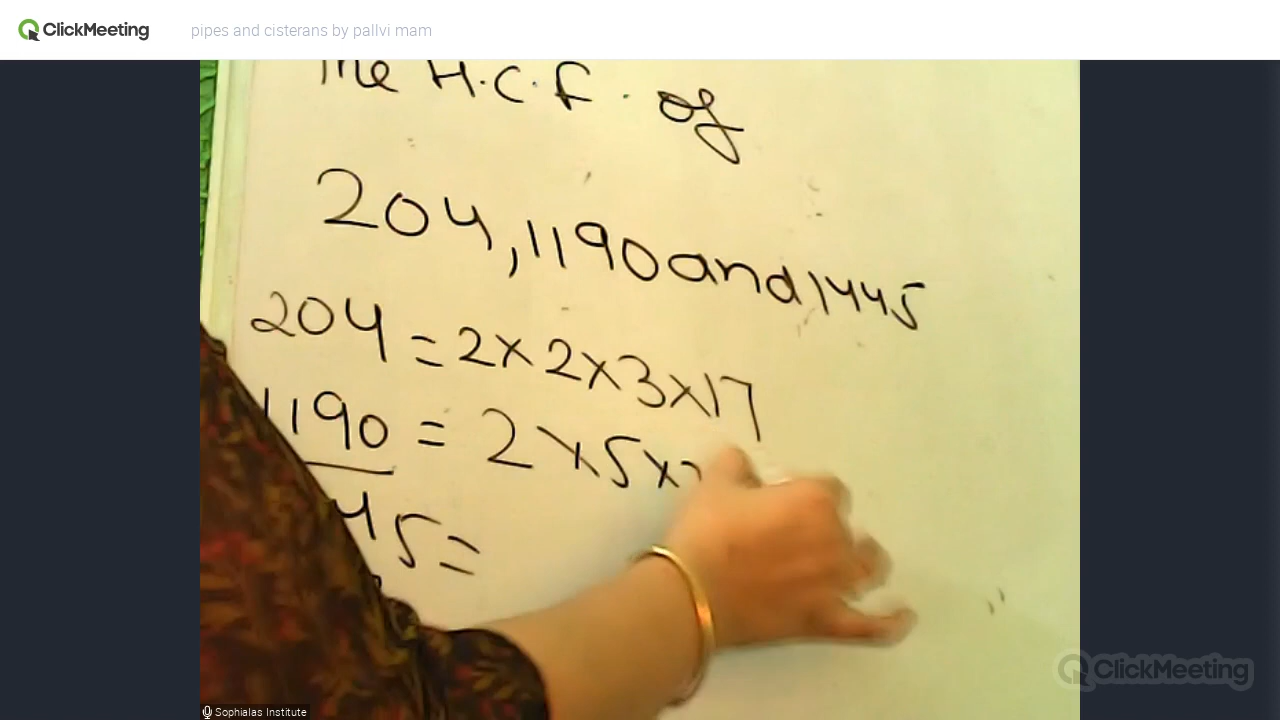 ClickMeeting pipes and cisterans by pallvi mam
The H.C.F. of
204, 1190 and 1445
204 = 2 x 2 x 3 x 17
1190 = 2 x 5 x
45 =
ClickMeeting
Sophialas Institute